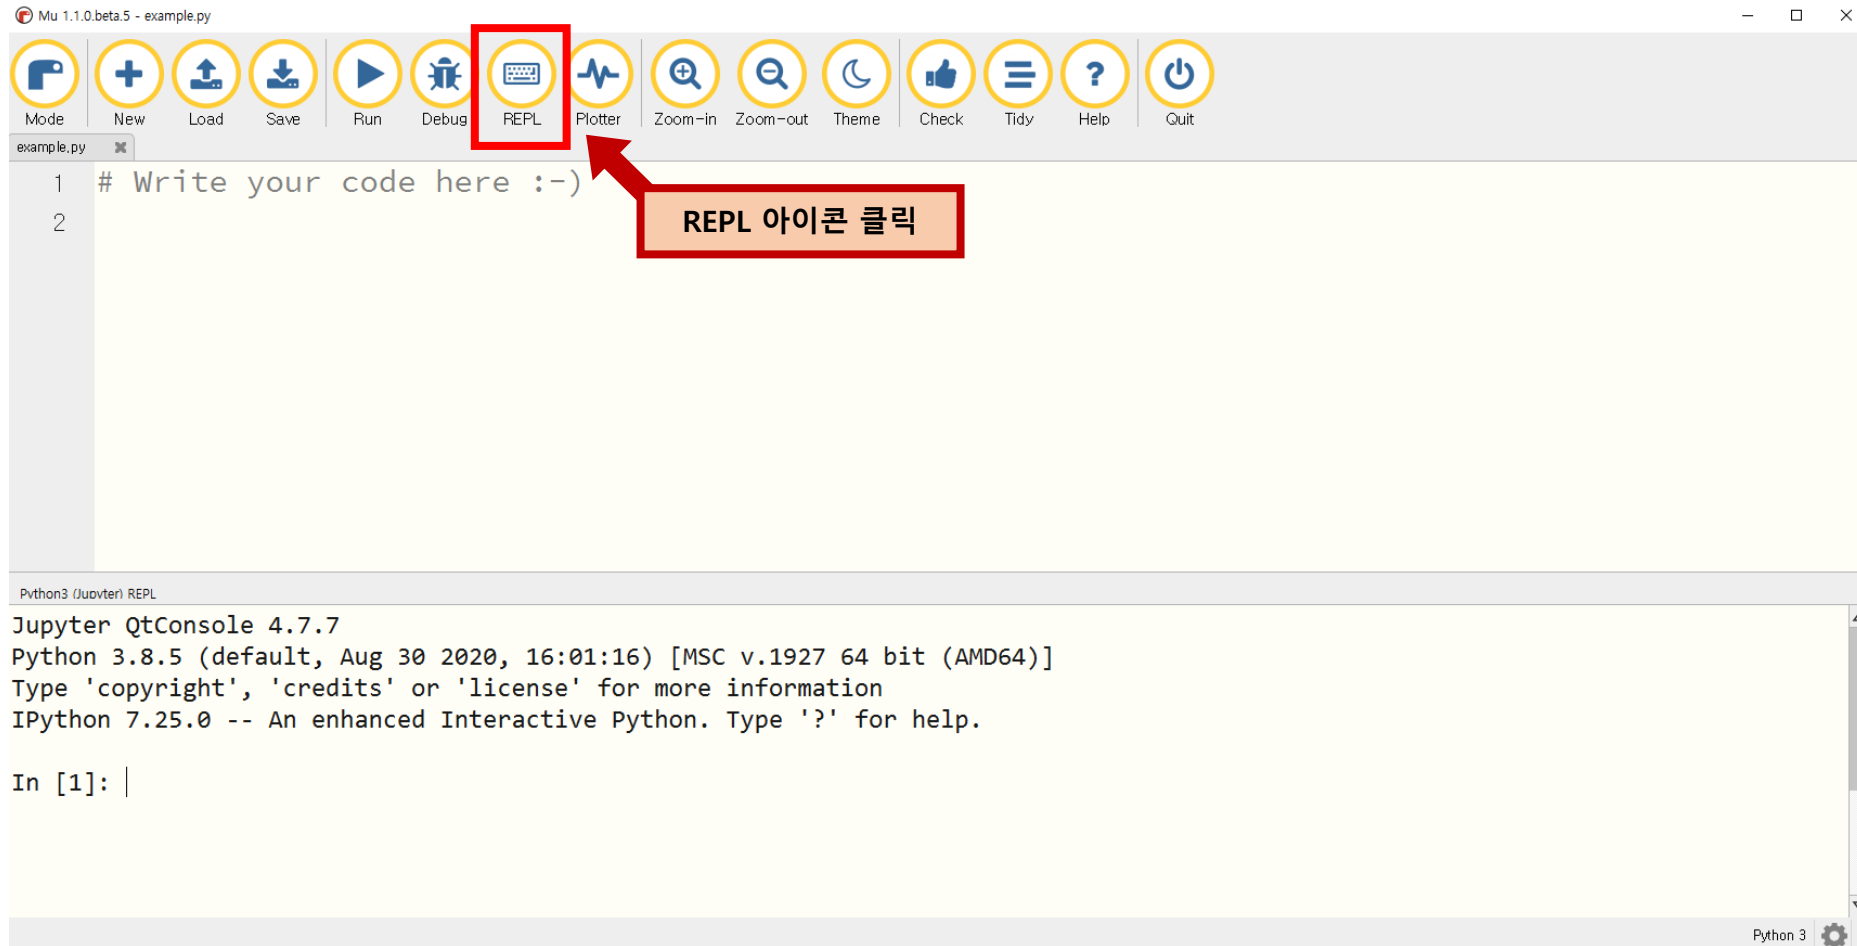 Mu 1.1.0.beta.5 - example.py
Mode New Load Save Run Debug REPL Plotter Zoom-in Zoom-out Theme Check Tidy Help Quit
example.py
1 # Write your code here :-)
2
REPL 아이콘 클릭
Python3 (Jupyter) REPL
Jupyter QtConsole 4.7.7
Python 3.8.5 (default, Aug 30 2020, 16:01:16) [MSC v.1927 64 bit (AMD64)]
Type 'copyright', 'credits' or 'license' for more information
IPython 7.25.0 -- An enhanced Interactive Python. Type '?' for help.
In [1]:
Python 3